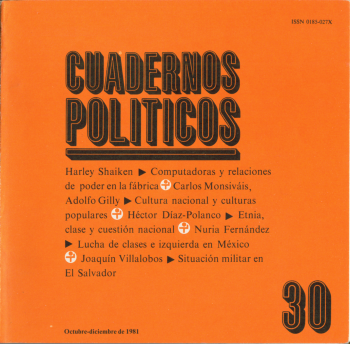 ISSN 0185-027X
CUADERNOS
POLITICOS
Harley Shaiken ▶ Computadoras y relaciones
de poder en la fábrica Carlos Monsiváis,
Adolfo Gilly ▶ Cultura nacional y culturas
populares Héctor Díaz-Polanco ▶ Etnia,
clase y cuestión nacional Nuria Fernández
▶ Lucha de clases e izquierda en México
Joaquín Villalobos ▶ Situación militar en
El Salvador
30
Octubre-diciembre de 1981